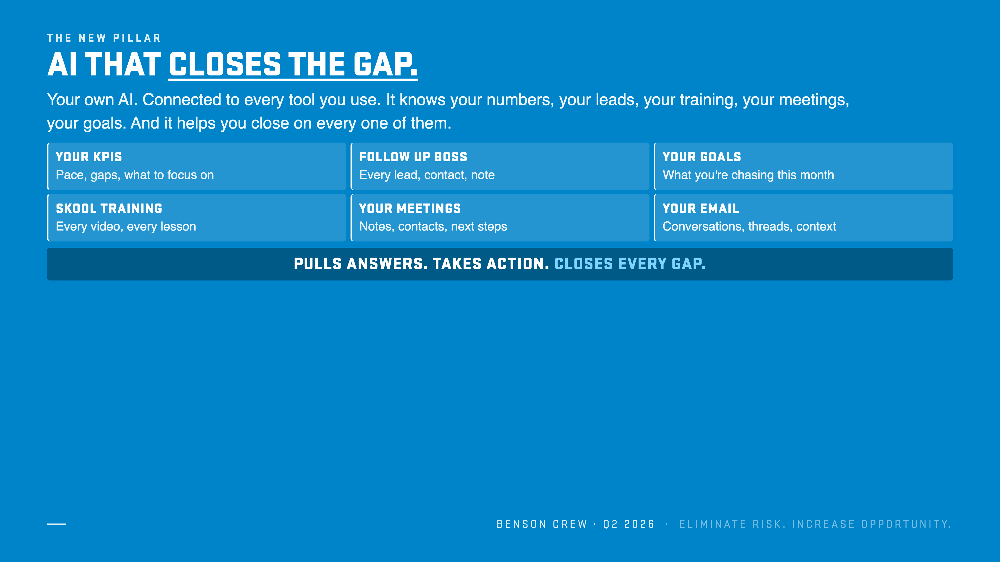 THE NEW PILLAR
AI THAT CLOSES THE GAP.
Your own AI. Connected to every tool you use. It knows your numbers, your leads, your training, your meetings,
your goals. And it helps you close on every one of them.
YOUR KPIS
Pace, gaps, what to focus on
FOLLOW UP BOSS
Every lead, contact, note
YOUR GOALS
What you're chasing this month
SKOOL TRAINING
Every video, every lesson
YOUR MEETINGS
Notes, contacts, next steps
YOUR EMAIL
Conversations, threads, context
PULLS ANSWERS. TAKES ACTION. CLOSES EVERY GAP.
BENSON CREW · Q2 2026 · ELIMINATE RISK. INCREASE OPPORTUNITY.